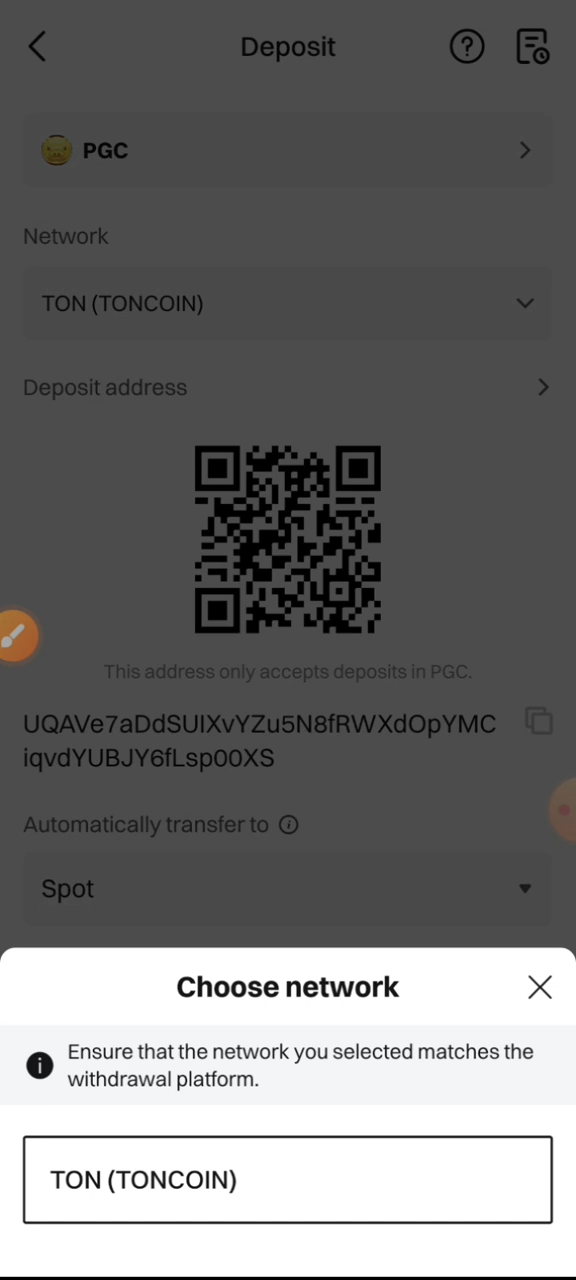 Deposit
PGC
Network
TON (TONCOIN)
Deposit address
This address only accepts deposits in PGC.
UQAVe7aDdSUIXvYZu5N8fRWXdOpYMC
iqvdYUBJY6fLsp00XS
Automatically transfer to
Spot
Choose network
Ensure that the network you selected matches the
withdrawal platform.
TON (TONCOIN)